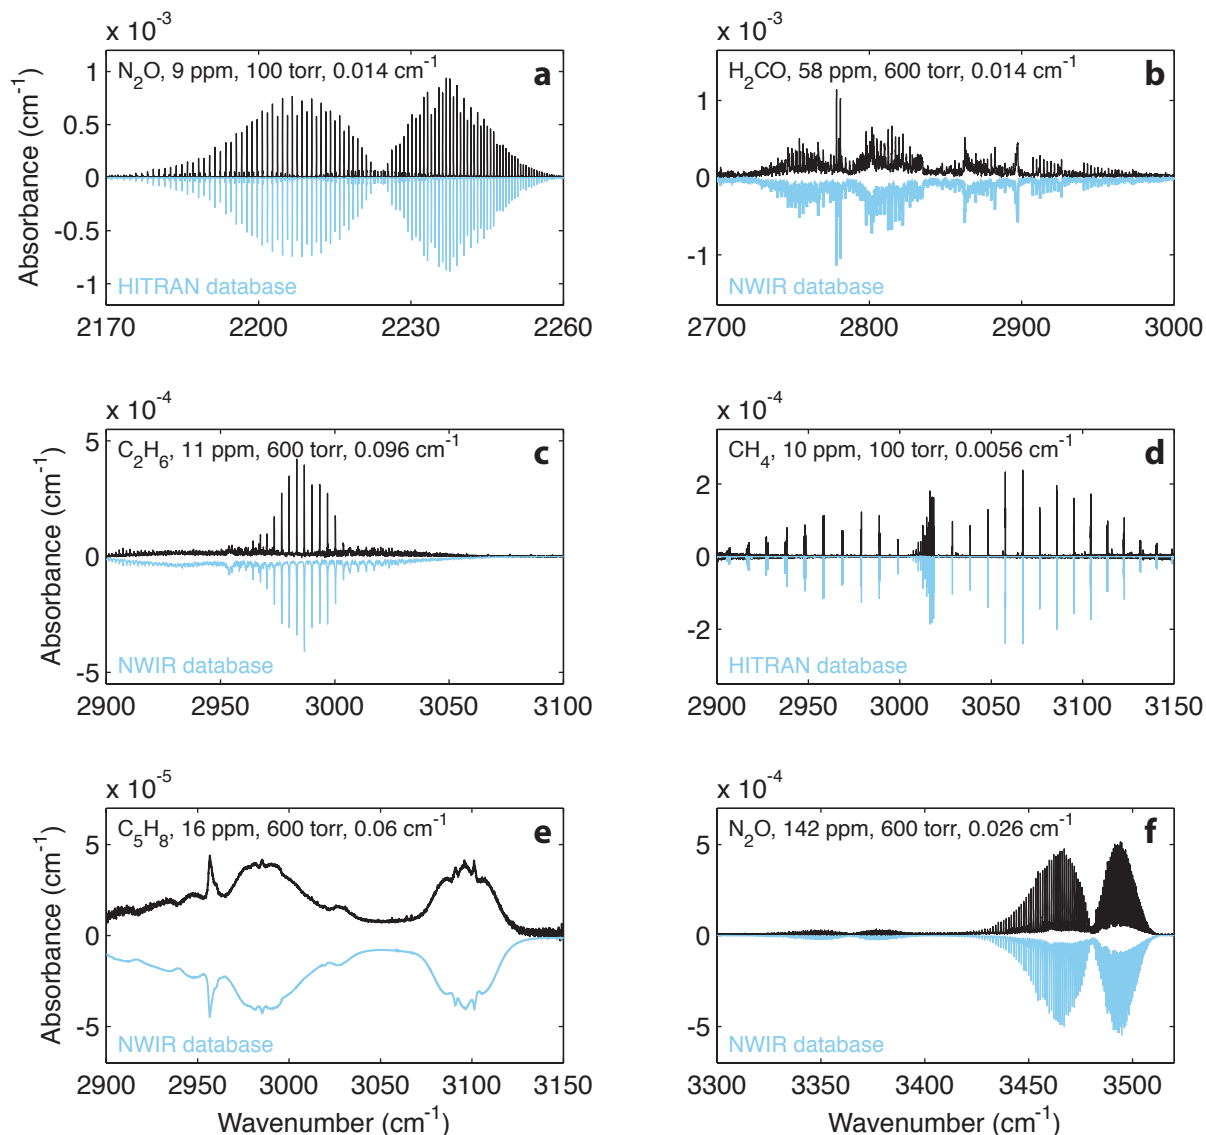 x 10⁻³
N₂O, 9 ppm, 100 torr, 0.014 cm⁻¹
a
1
0.5
0
-0.5
-1
Absorbance (cm⁻¹)
HITRAN database
2170 2200 2230 2260
x 10⁻³
H₂CO, 58 ppm, 600 torr, 0.014 cm⁻¹
b
1
0
-1
NWIR database
2700 2800 2900 3000
x 10⁻⁴
C₂H₆, 11 ppm, 600 torr, 0.096 cm⁻¹
c
5
0
-5
Absorbance (cm⁻¹)
NWIR database
2900 2950 3000 3050 3100
x 10⁻⁴
CH₄, 10 ppm, 100 torr, 0.0056 cm⁻¹
d
2
0
-2
HITRAN database
2900 2950 3000 3050 3100 3150
x 10⁻⁵
C₅H₈, 16 ppm, 600 torr, 0.06 cm⁻¹
e
5
0
-5
Absorbance (cm⁻¹)
NWIR database
2900 2950 3000 3050 3100 3150
Wavenumber (cm⁻¹)
x 10⁻⁴
N₂O, 142 ppm, 600 torr, 0.026 cm⁻¹
f
5
0
-5
NWIR database
3300 3350 3400 3450 3500
Wavenumber (cm⁻¹)